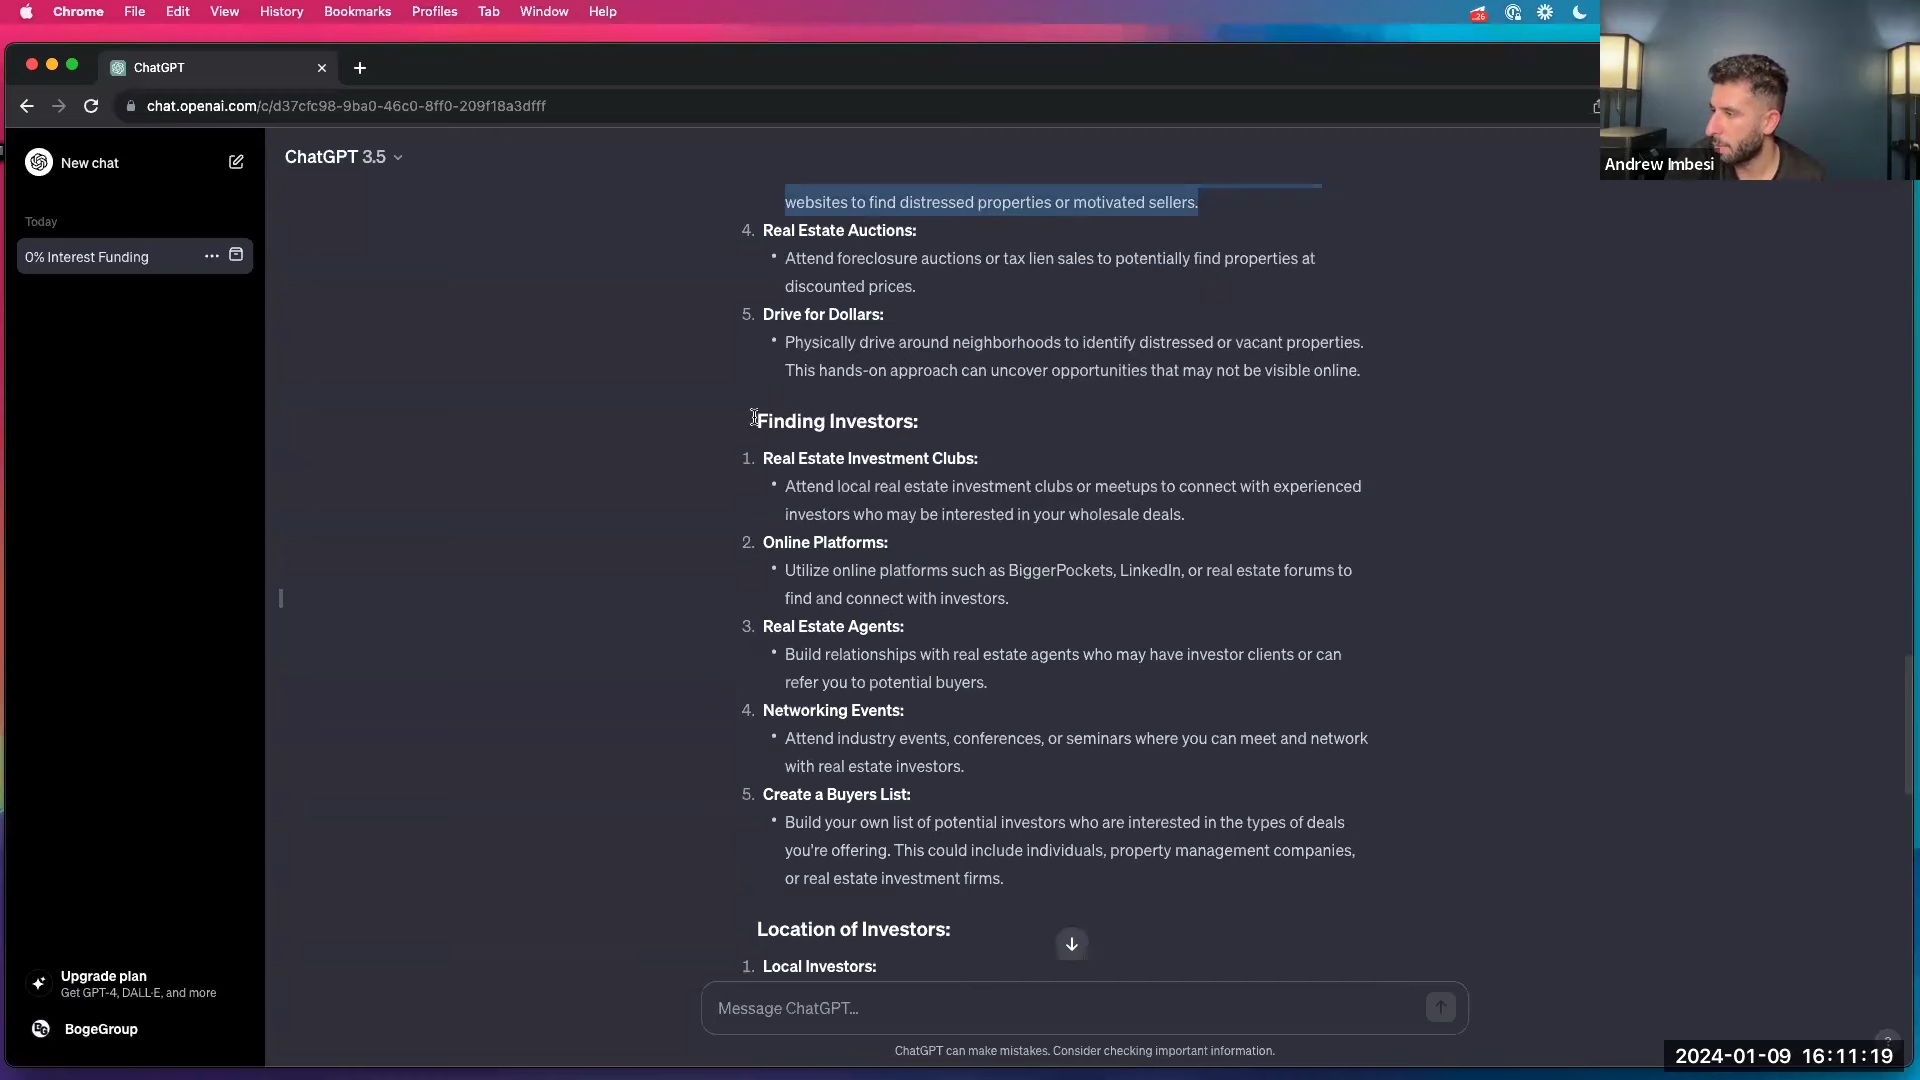 Chrome File Edit View History Bookmarks Profiles Tab Window Help
26
ChatGPT
chat.openai.com/c/d37cfc98-9ba0-46c0-8ff0-209f18a3dfff
Andrew Imbesi
New chat
ChatGPT 3.5
Today
0% Interest Funding
websites to find distressed properties or motivated sellers.
4. Real Estate Auctions:
• Attend foreclosure auctions or tax lien sales to potentially find properties at
discounted prices.
5. Drive for Dollars:
• Physically drive around neighborhoods to identify distressed or vacant properties.
This hands-on approach can uncover opportunities that may not be visible online.
Finding Investors:
1. Real Estate Investment Clubs:
• Attend local real estate investment clubs or meetups to connect with experienced
investors who may be interested in your wholesale deals.
2. Online Platforms:
• Utilize online platforms such as BiggerPockets, LinkedIn, or real estate forums to
find and connect with investors.
3. Real Estate Agents:
• Build relationships with real estate agents who may have investor clients or can
refer you to potential buyers.
4. Networking Events:
• Attend industry events, conferences, or seminars where you can meet and network
with real estate investors.
5. Create a Buyers List:
• Build your own list of potential investors who are interested in the types of deals
you're offering. This could include individuals, property management companies,
or real estate investment firms.
Location of Investors:
1. Local Investors:
Upgrade plan
Get GPT-4, DALL·E, and more
BG BogeGroup
Message ChatGPT…
ChatGPT can make mistakes. Consider checking important information.
?
2024-01-09 16:11:19